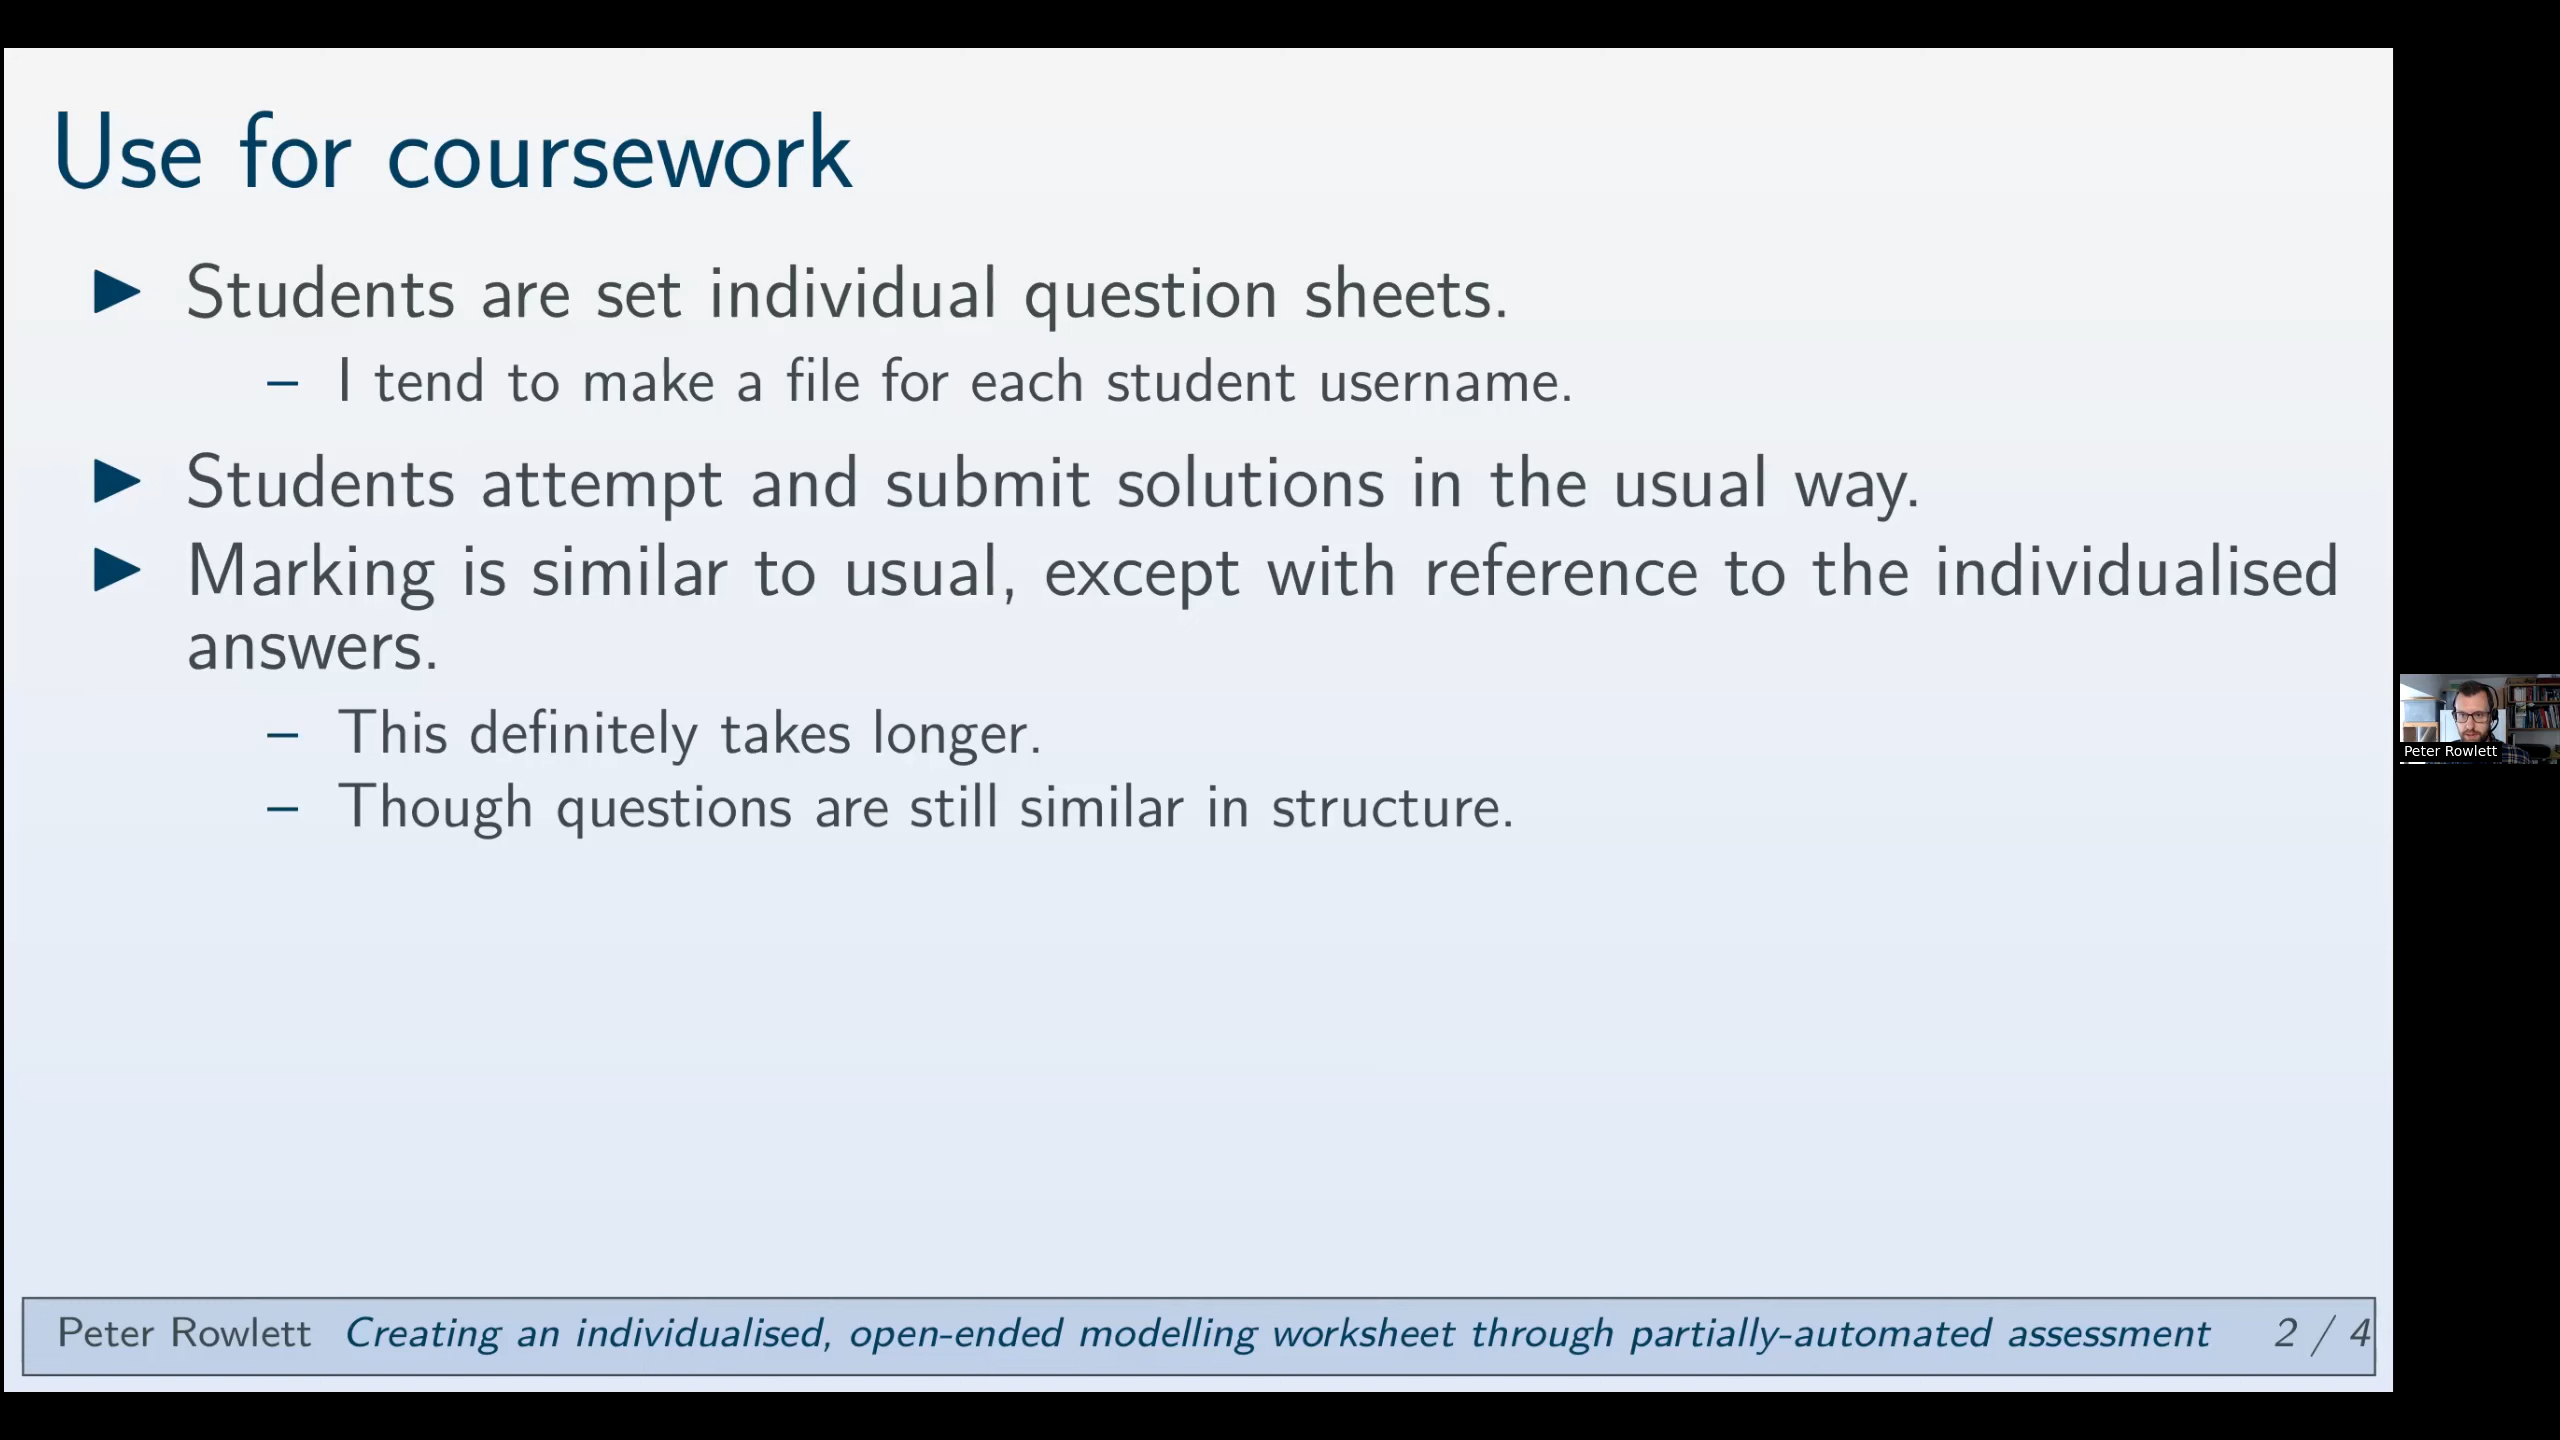 Use for coursework
▶ Students are set individual question sheets.
– I tend to make a file for each student username.
▶ Students attempt and submit solutions in the usual way.
▶ Marking is similar to usual, except with reference to the individualised
answers.
– This definitely takes longer.
– Though questions are still similar in structure.
Peter Rowlett
Peter Rowlett Creating an individualised, open-ended modelling worksheet through partially-automated assessment 2 / 4